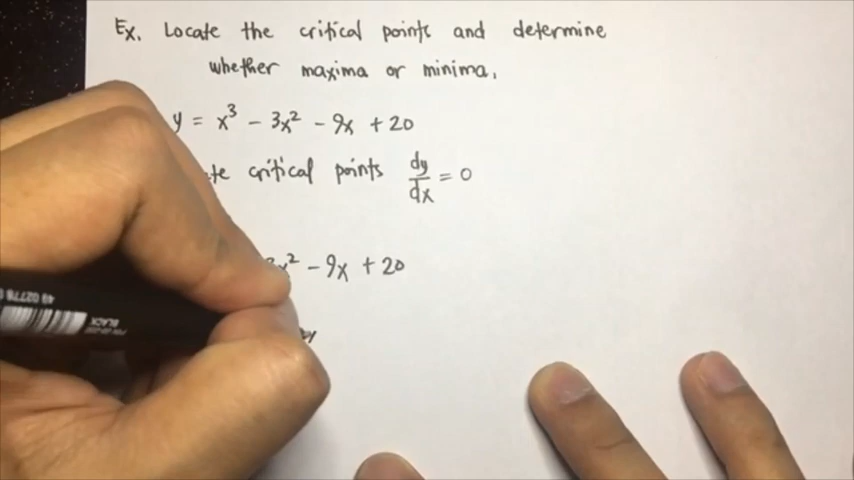 Ex. Locate the critical points and determine
whether maxima or minima.
y = x³ - 3x² - 9x + 20
critical points dy/dx = 0
x² - 9x + 20
BLACK